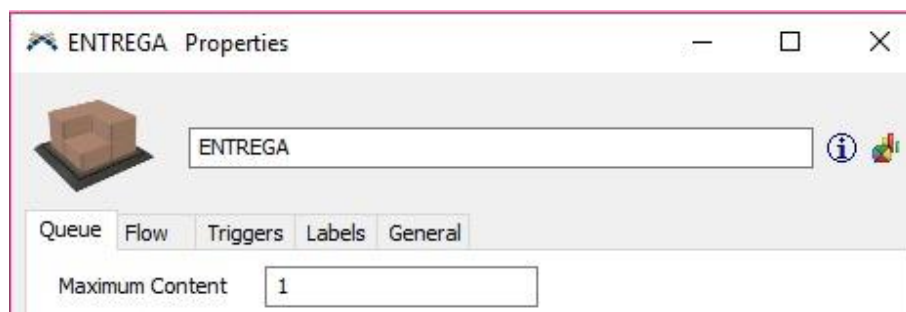 ENTREGA Properties
ENTREGA
Queue Flow Triggers Labels General
Maximum Content 1